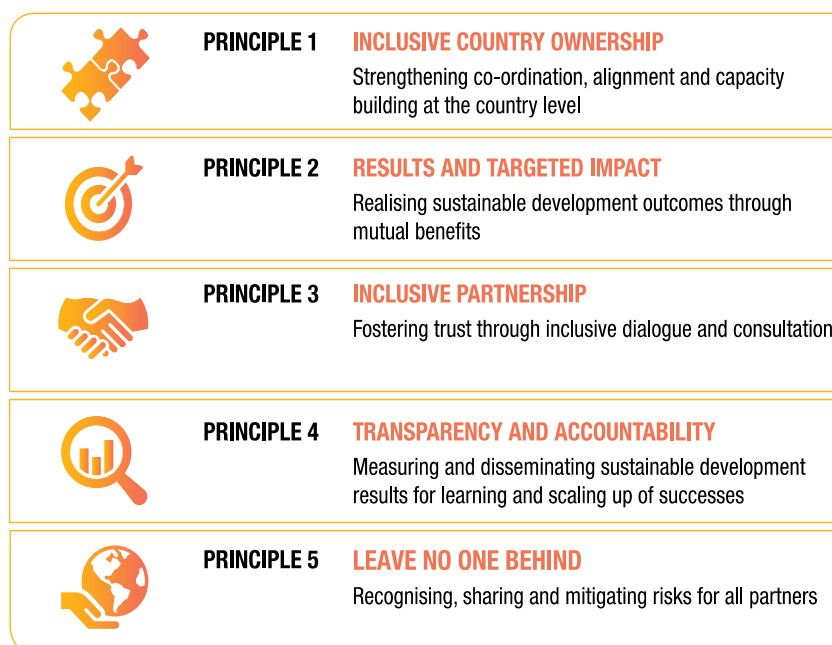 PRINCIPLE 1 INCLUSIVE COUNTRY OWNERSHIP
Strengthening co-ordination, alignment and capacity
building at the country level
PRINCIPLE 2 RESULTS AND TARGETED IMPACT
Realising sustainable development outcomes through
mutual benefits
PRINCIPLE 3 INCLUSIVE PARTNERSHIP
Fostering trust through inclusive dialogue and consultation
PRINCIPLE 4 TRANSPARENCY AND ACCOUNTABILITY
Measuring and disseminating sustainable development
results for learning and scaling up of successes
PRINCIPLE 5 LEAVE NO ONE BEHIND
Recognising, sharing and mitigating risks for all partners